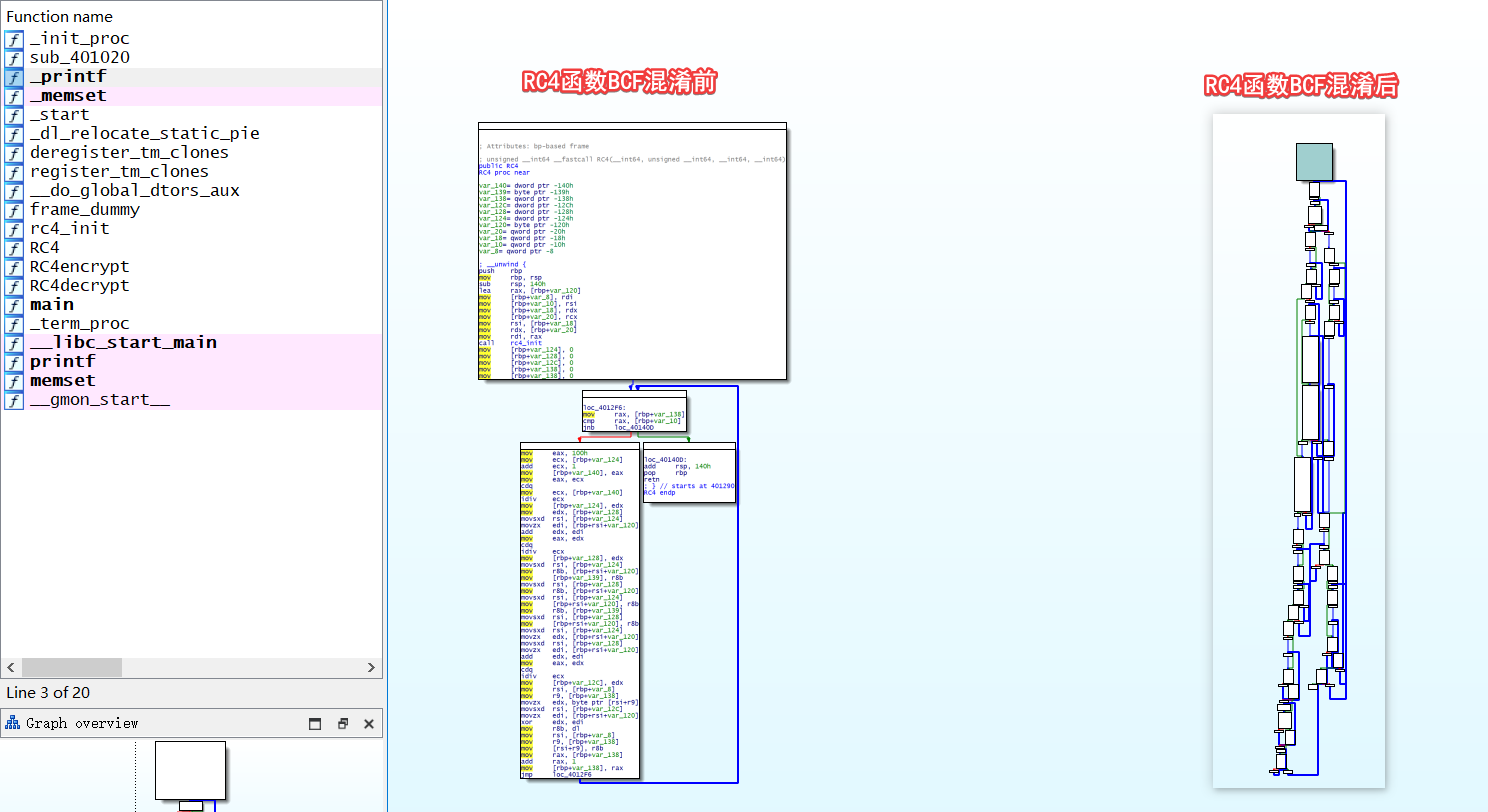 Function name
_init_proc
sub_401020
_printf
_memset
_start
_dl_relocate_static_pie
deregister_tm_clones
register_tm_clones
__do_global_dtors_aux
frame_dummy
rc4_init
RC4
RC4encrypt
RC4decrypt
main
_term_proc
__libc_start_main
printf
memset
__gmon_start__
Line 3 of 20
Graph overview
RC4函数BCF混淆前
; Attributes: bp-based frame
; unsigned __int64 __fastcall RC4(__int64, unsigned __int64, __int64, __int64)
public RC4
RC4 proc near
var_140= dword ptr -140h
var_139= byte ptr -139h
var_138= qword ptr -138h
var_12C= dword ptr -12Ch
var_128= dword ptr -128h
var_124= dword ptr -124h
var_120= byte ptr -120h
var_20= qword ptr -20h
var_18= qword ptr -18h
var_10= qword ptr -10h
var_8= qword ptr -8
; __unwind {
push rbp
mov rbp, rsp
sub rsp, 140h
lea rax, [rbp+var_120]
mov [rbp+var_8], rdi
mov [rbp+var_10], rsi
mov [rbp+var_18], rdx
mov [rbp+var_20], rcx
mov rsi, [rbp+var_18]
mov rdx, [rbp+var_20]
mov rdi, rax
call rc4_init
mov [rbp+var_124], 0
mov [rbp+var_128], 0
mov [rbp+var_12C], 0
mov [rbp+var_138], 0
mov [rbp+var_138], 0
loc_4012F6:
mov rax, [rbp+var_138]
cmp rax, [rbp+var_10]
jnb loc_40140D
mov eax, 100h
mov ecx, [rbp+var_124]
add ecx, 1
mov [rbp+var_140], eax
mov eax, ecx
cdq
mov ecx, [rbp+var_140]
idiv ecx
mov [rbp+var_124], edx
mov edx, [rbp+var_128]
movsxd rsi, [rbp+var_124]
movzx edi, [rbp+rsi+var_120]
add edx, edi
mov eax, edx
cdq
idiv ecx
mov [rbp+var_128], edx
movsxd rsi, [rbp+var_124]
mov r8b, [rbp+rsi+var_120]
mov [rbp+var_139], r8b
movsxd rsi, [rbp+var_128]
mov r8b, [rbp+rsi+var_120]
movsxd rsi, [rbp+var_124]
mov [rbp+rsi+var_120], r8b
mov r8b, [rbp+var_139]
movsxd rsi, [rbp+var_128]
mov [rbp+rsi+var_120], r8b
movsxd rsi, [rbp+var_124]
movzx edx, [rbp+rsi+var_120]
movsxd rsi, [rbp+var_128]
movzx edi, [rbp+rsi+var_120]
add edx, edi
mov eax, edx
cdq
idiv ecx
mov [rbp+var_12C], edx
mov rsi, [rbp+var_8]
mov r9, [rbp+var_138]
movzx edx, byte ptr [rsi+r9]
movsxd rsi, [rbp+var_12C]
movzx edi, [rbp+rsi+var_120]
xor edx, edi
mov r8b, dl
mov rsi, [rbp+var_8]
mov r9, [rbp+var_138]
mov [rsi+r9], r8b
mov rax, [rbp+var_138]
add rax, 1
mov [rbp+var_138], rax
jmp loc_4012F6
loc_40140D:
add rsp, 140h
pop rbp
retn
; } // starts at 401290
RC4 endp
RC4函数BCF混淆后